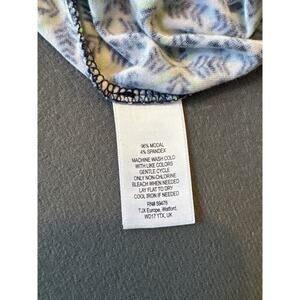 96% MODAL
4% SPANDEX
MACHINE WASH COLD
WITH LIKE COLORS
GENTLE CYCLE
ONLY NON-CHLORINE
BLEACH WHEN NEEDED
LAY FLAT TO DRY
COOL IRON IF NEEDED
RN# 59476
TJX Europe, Watford,
WD17 1TX, UK